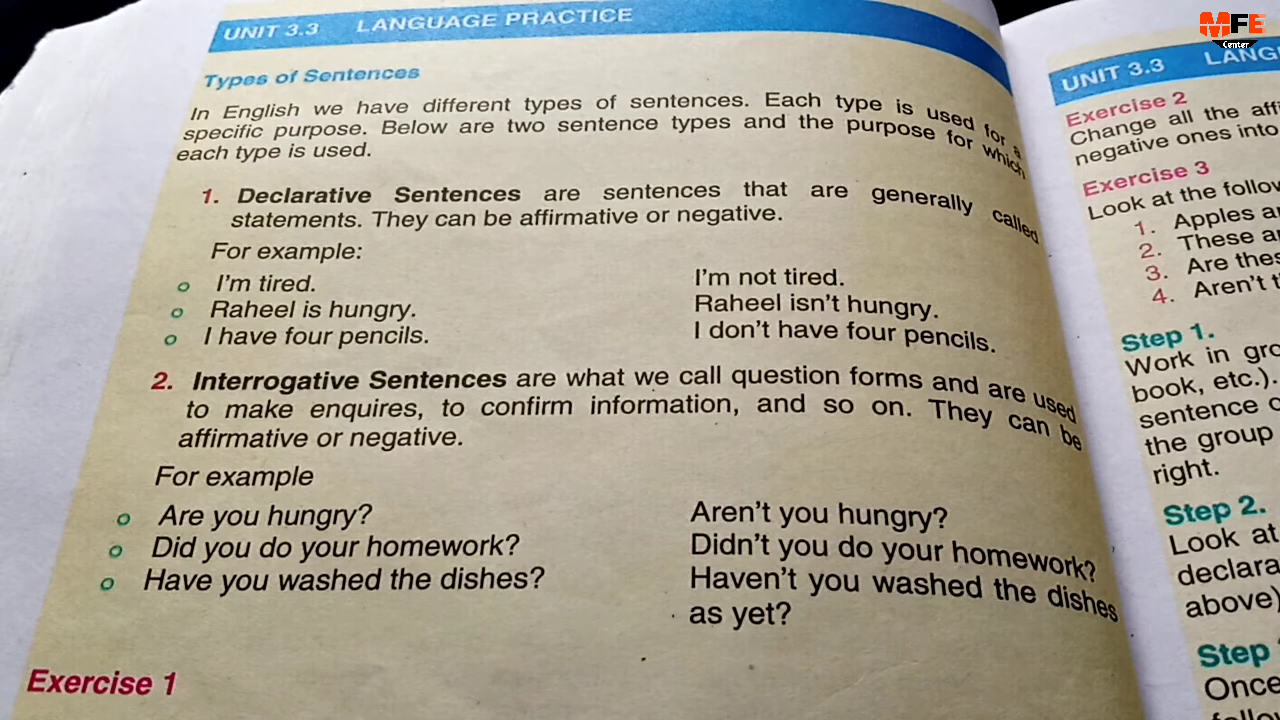 MFE
Center
UNIT 3.3 LANGUAGE PRACTICE
Types of Sentences
In English we have different types of sentences. Each type is used for a
specific purpose. Below are two sentence types and the purpose for which
each type is used.
1. Declarative Sentences are sentences that are generally called
statements. They can be affirmative or negative.
For example:
I'm tired. I'm not tired.
Raheel is hungry. Raheel isn't hungry.
I have four pencils. I don't have four pencils.
2. Interrogative Sentences are what we call question forms and are used
to make enquires, to confirm information, and so on. They can be
affirmative or negative.
For example
Are you hungry? Aren't you hungry?
Did you do your homework? Didn't you do your homework?
Have you washed the dishes? Haven't you washed the dishes
as yet?
Exercise 1
UNIT 3.3
Exercise 2
Change all the
negative ones into
Exercise 3
Look at the
1. Apples
2. These
3. Are
4. Aren't
Step 1.
Work in
book, etc.).
sentence
the group
right.
Step 2.
Look at
above)
Step
Once